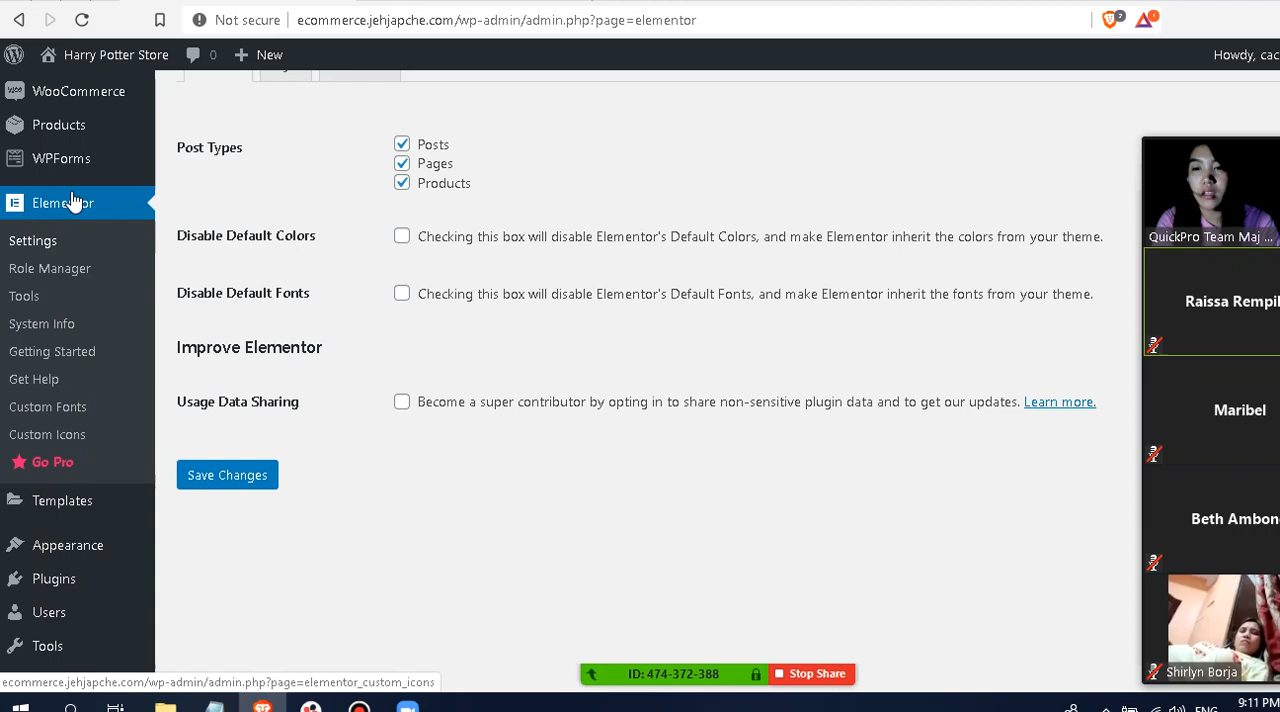 Not secure
ecommerce.jehjapche.com/wp-admin/admin.php?page=elementor
2
1
Harry Potter Store
0
New
Howdy, cac
WooCommerce
Products
WPForms
Elementor
Settings
Role Manager
Tools
System Info
Getting Started
Get Help
Custom Fonts
Custom Icons
Go Pro
Templates
Appearance
Plugins
Users
Tools
Post Types
Posts
Pages
Products
Disable Default Colors
Checking this box will disable Elementor's Default Colors, and make Elementor inherit the colors from your theme.
Disable Default Fonts
Checking this box will disable Elementor's Default Fonts, and make Elementor inherit the fonts from your theme.
Improve Elementor
Usage Data Sharing
Become a super contributor by opting in to share non-sensitive plugin data and to get our updates. Learn more.
Save Changes
QuickPro Team Maj ...
Raissa Rempil
Maribel
Beth Ambon
Shirlyn Borja
ID: 474-372-388
Stop Share
ecommerce.jehjapche.com/wp-admin/admin.php?page=elementor_custom_icons
ENG
9:11 PM